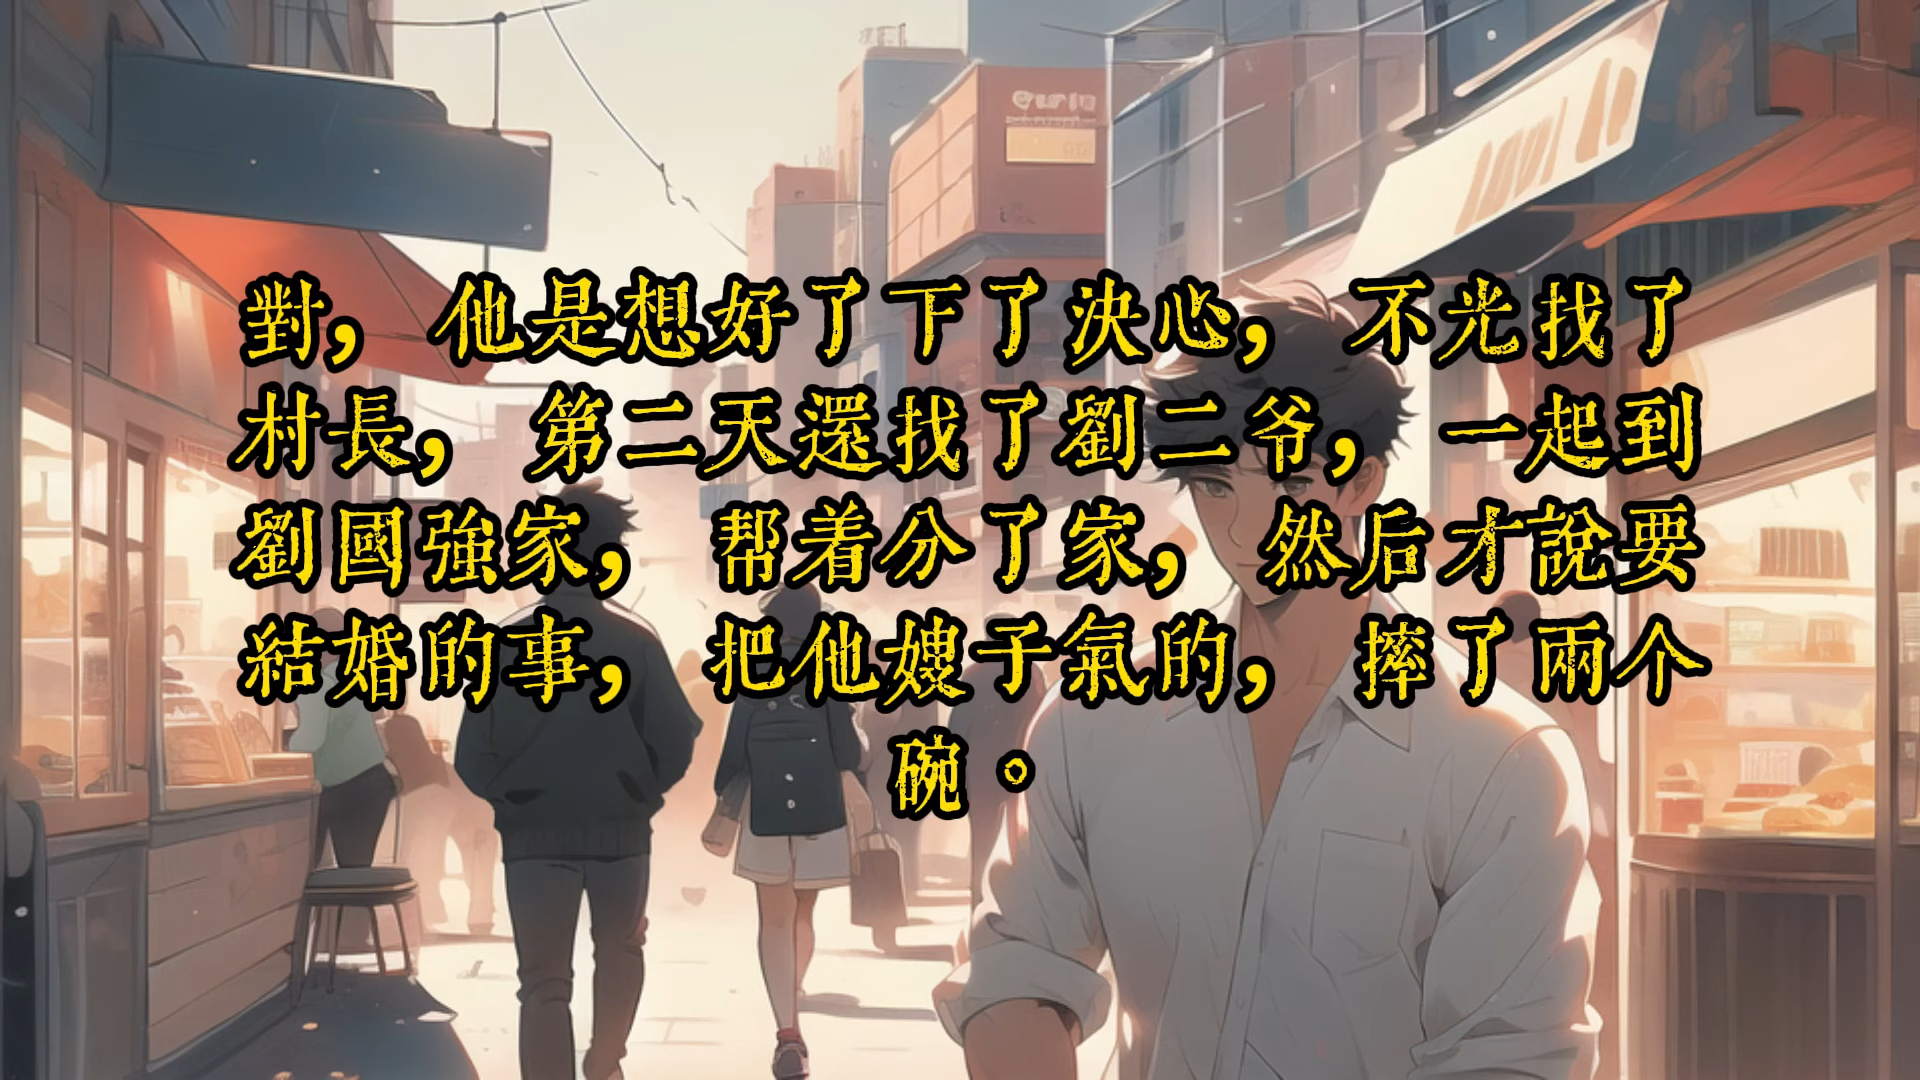 對，他是想好了下了決心，不光找了
村長，第二天還找了劉二爷，一起到
劉國強家，帮着分了家，然后才說要
結婚的事，把他嫂子氣的，摔了兩个
碗。